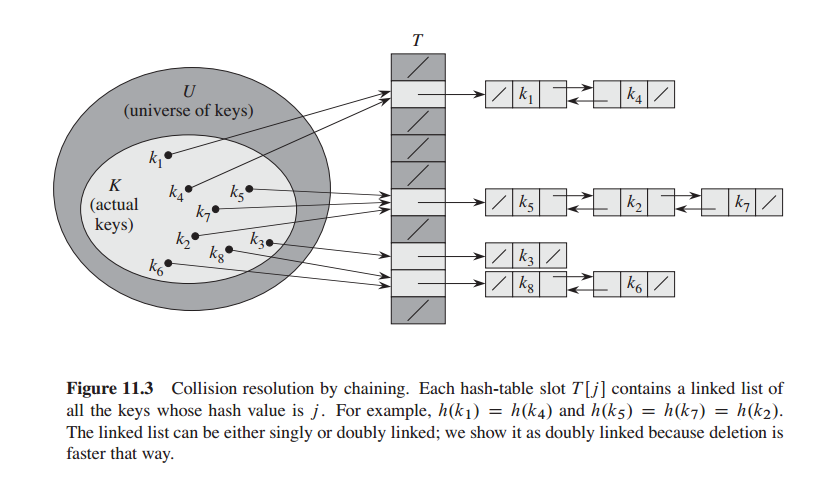 T
U
(universe of keys)
k₁ k₄
k₁
K
(actual
keys)
k₄ k₅
k₇
k₅ k₂ k₇
k₂ k₃
k₈
k₆
k₃
k₈ k₆
Figure 11.3 Collision resolution by chaining. Each hash-table slot T[j] contains a linked list of
all the keys whose hash value is j. For example, h(k₁) = h(k₄) and h(k₅) = h(k₇) = h(k₂).
The linked list can be either singly or doubly linked; we show it as doubly linked because deletion is
faster that way.